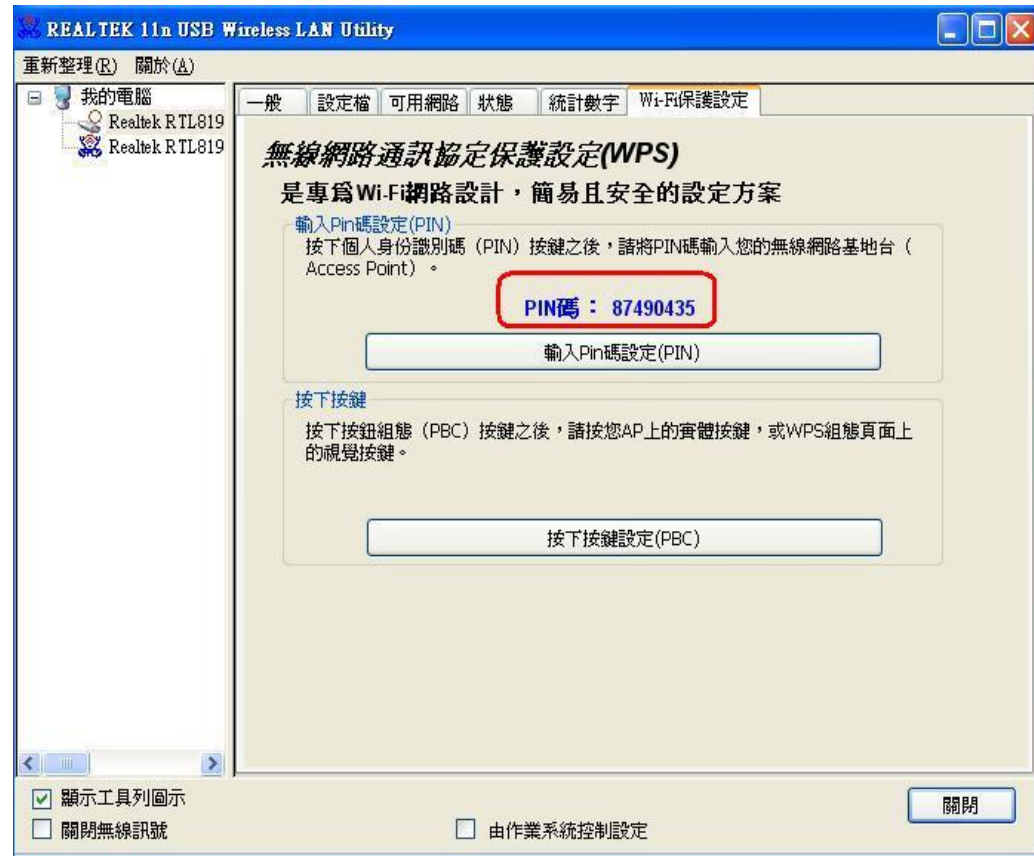 REALTEK 11n USB Wireless LAN Utility
重新整理(R) 關於(A)
我的電腦
Realtek RTL819
Realtek RTL819
一般 設定檔 可用網路 狀態 統計數字 Wi-Fi保護設定
無線網路通訊協定保護設定(WPS)
是專為Wi-Fi網路設計，簡易且安全的設定方案
輸入Pin碼設定(PIN)
按下個人身份識別碼（PIN）按鍵之後，請將PIN碼輸入您的無線網路基地台（
Access Point）。
PIN碼： 87490435
輸入Pin碼設定(PIN)
按下按鍵
按下按鈕組態（PBC）按鍵之後，請按您AP上的實體按鍵，或WPS組態頁面上
的視覺按鍵。
按下按鍵設定(PBC)
顯示工具列圖示
關閉
關閉無線訊號
由作業系統控制設定